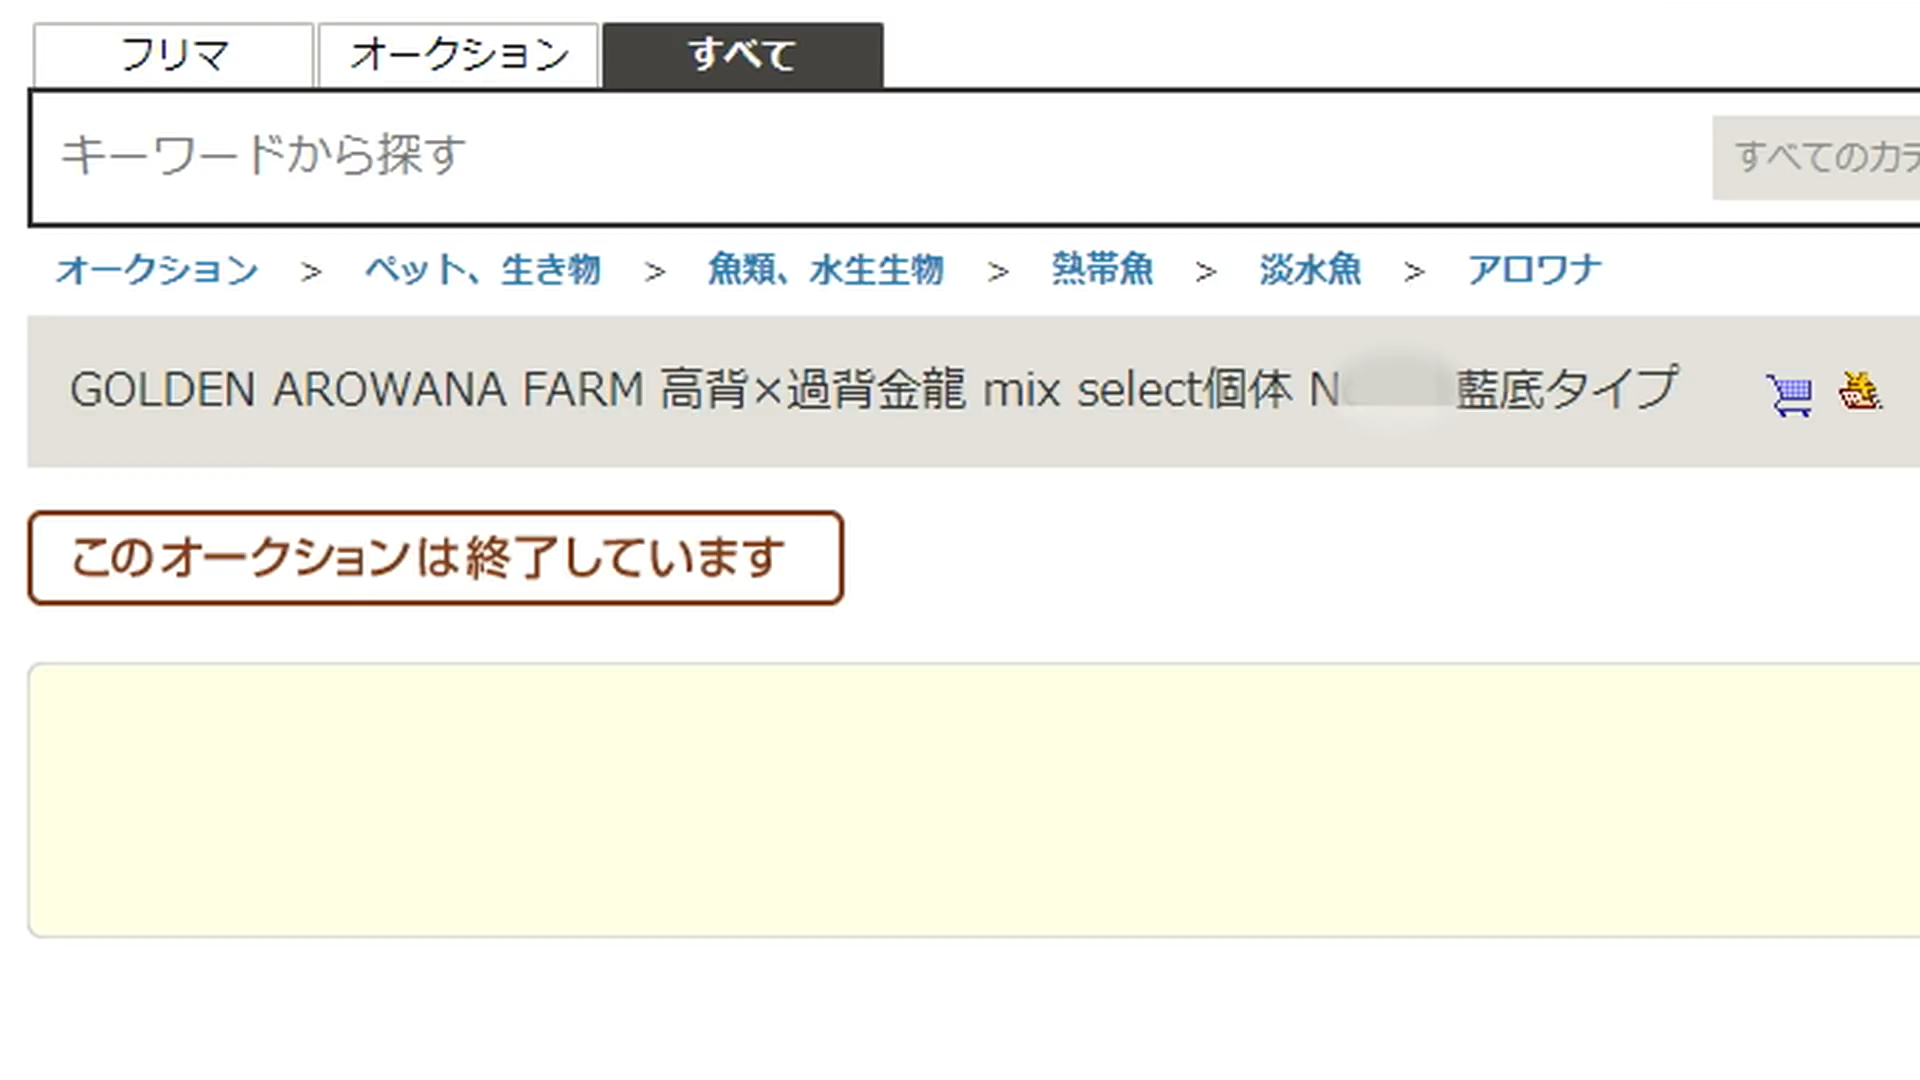 フリマ オークション すべて
キーワードから探す すべてのカテ
オークション > ペット、生き物 > 魚類、水生生物 > 熱帯魚 > 淡水魚 > アロワナ
GOLDEN AROWANA FARM 高背×過背金龍 mix select個体 藍底タイプ
このオークションは終了しています